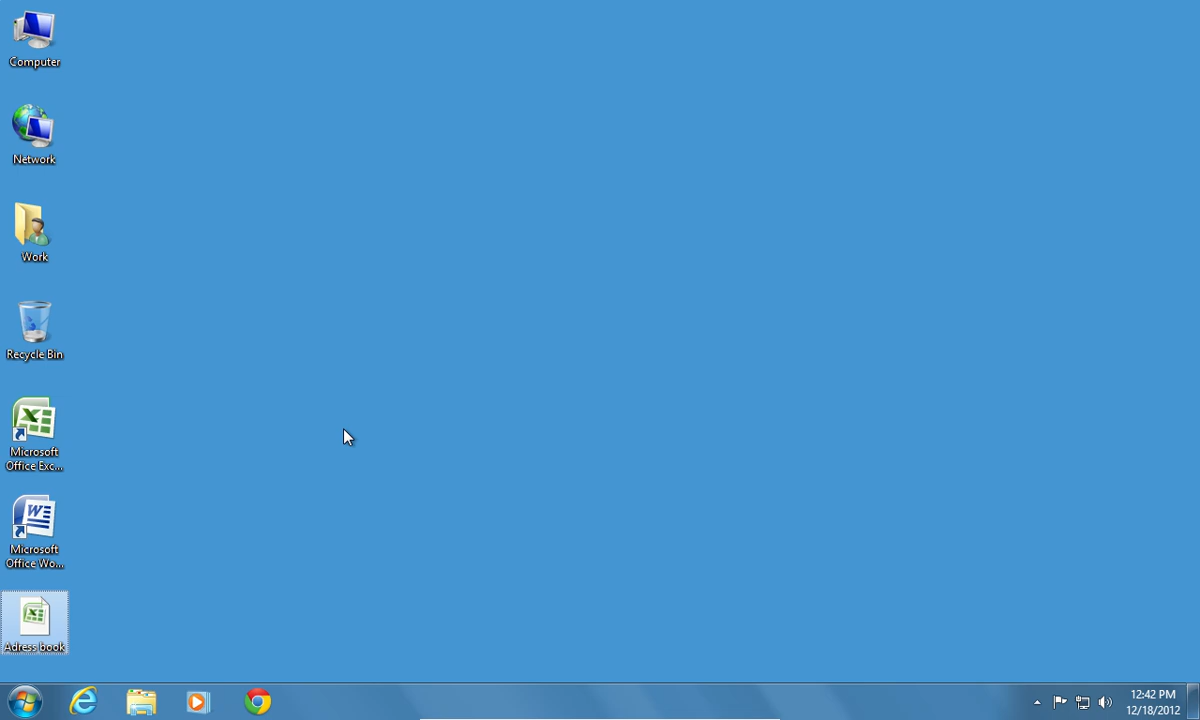 Computer
Network
Work
Recycle Bin
Microsoft
Office Exc...
Microsoft
Office Wo...
Adress book
12:42 PM
12/18/2012